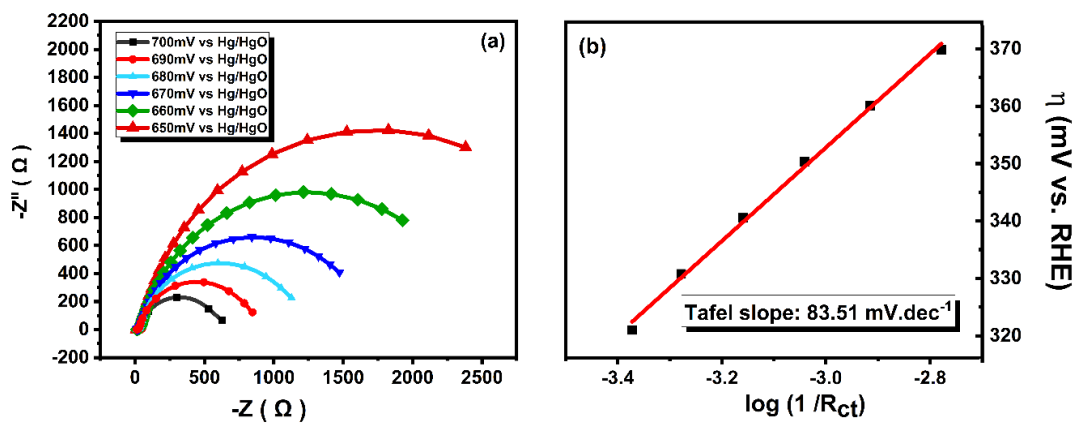 (a)
2200
2000
1800
1600
1400
1200
1000
800
600
400
200
0
-200
-Z'' ( Ω )
700mV vs Hg/HgO
690mV vs Hg/HgO
680mV vs Hg/HgO
670mV vs Hg/HgO
660mV vs Hg/HgO
650mV vs Hg/HgO
0 500 1000 1500 2000 2500
-Z ( Ω )
(b)
370
360
350
340
330
320
η (mV vs. RHE)
Tafel slope: 83.51 mV.dec-1
-3.4 -3.2 -3.0 -2.8
log (1 /RCT)